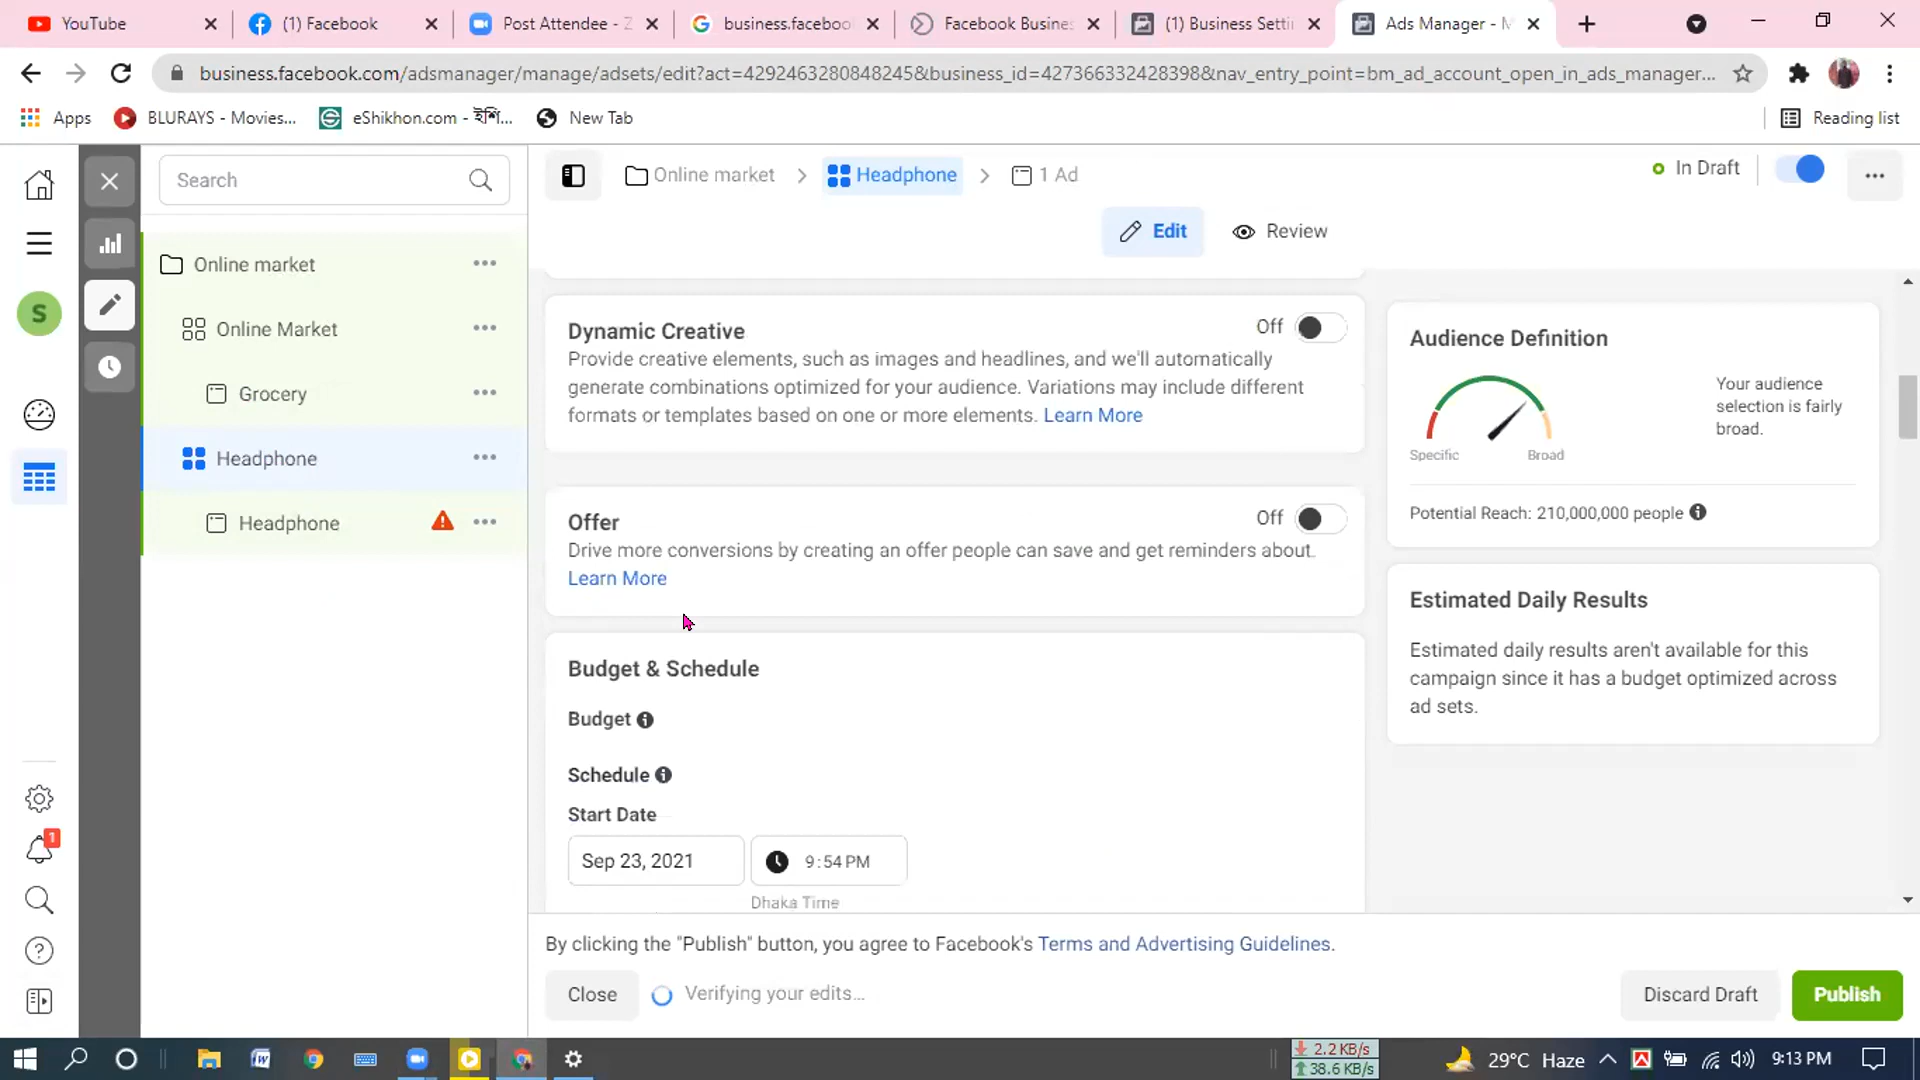 YouTube
(1) Facebook
Post Attendee - Z
business.faceboo
Facebook Busine
(1) Business Setti
Ads Manager - M
business.facebook.com/adsmanager/manage/adsets/edit?act=4292463280848245&business_id=427366332428398&nav_entry_point=bm_ad_account_open_in_ads_manager...
Apps
BLURAYS - Movies...
eShikhon.com - ইশি...
New Tab
Reading list
Search
Online market
Headphone
1 Ad
In Draft
Edit
Review
S
Online market
Online Market
Grocery
Headphone
Headphone
1
Dynamic Creative
Off
Provide creative elements, such as images and headlines, and we'll automatically
generate combinations optimized for your audience. Variations may include different
formats or templates based on one or more elements. Learn More
Offer
Off
Drive more conversions by creating an offer people can save and get reminders about.
Learn More
Budget & Schedule
Budget
Schedule
Start Date
Sep 23, 2021
9:54 PM
Dhaka Time
Audience Definition
Your audience
selection is fairly
broad.
Specific
Broad
Potential Reach: 210,000,000 people
Estimated Daily Results
Estimated daily results aren't available for this
campaign since it has a budget optimized across
ad sets.
By clicking the "Publish" button, you agree to Facebook's Terms and Advertising Guidelines.
Close
Verifying your edits...
Discard Draft
Publish
2.2 KB/s
38.6 KB/s
29°C Haze
9:13 PM